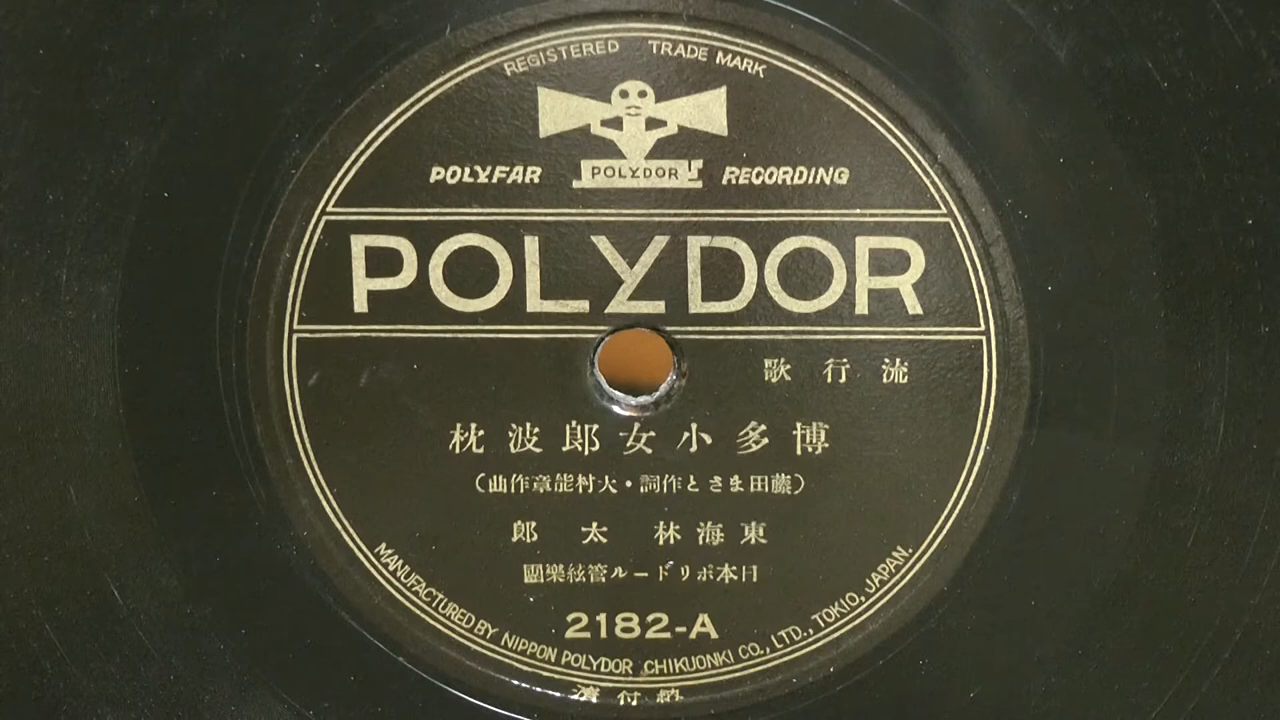 REGISTERED TRADE MARK
POLYFAR POLYDOR RECORDING
POLYDOR
流行歌
博多小女郎波枕
(藤田まさと作詞・大村能章作曲)
東海林太郎
日本ポリドール管絃樂團
2182-A
MANUFACTURED BY NIPPON POLYDOR CHIKUONKI CO., LTD., TOKIO, JAPAN.
納付濟